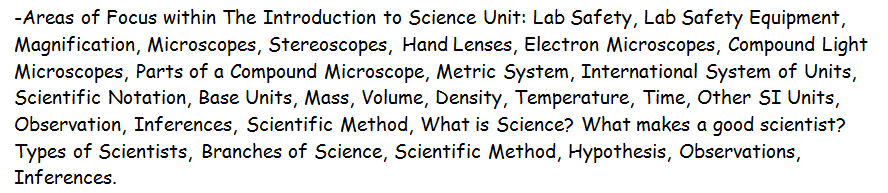 -Areas of Focus within The Introduction to Science Unit: Lab Safety, Lab Safety Equipment,
Magnification, Microscopes, Stereoscopes, Hand Lenses, Electron Microscopes, Compound Light
Microscopes, Parts of a Compound Microscope, Metric System, International System of Units,
Scientific Notation, Base Units, Mass, Volume, Density, Temperature, Time, Other SI Units,
Observation, Inferences, Scientific Method, What is Science? What makes a good scientist?
Types of Scientists, Branches of Science, Scientific Method, Hypothesis, Observations,
Inferences.